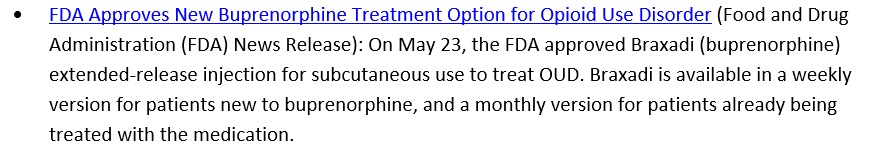 • FDA Approves New Buprenorphine Treatment Option for Opioid Use Disorder (Food and Drug
Administration (FDA) News Release): On May 23, the FDA approved Braxadi (buprenorphine)
extended-release injection for subcutaneous use to treat OUD. Braxadi is available in a weekly
version for patients new to buprenorphine, and a monthly version for patients already being
treated with the medication.